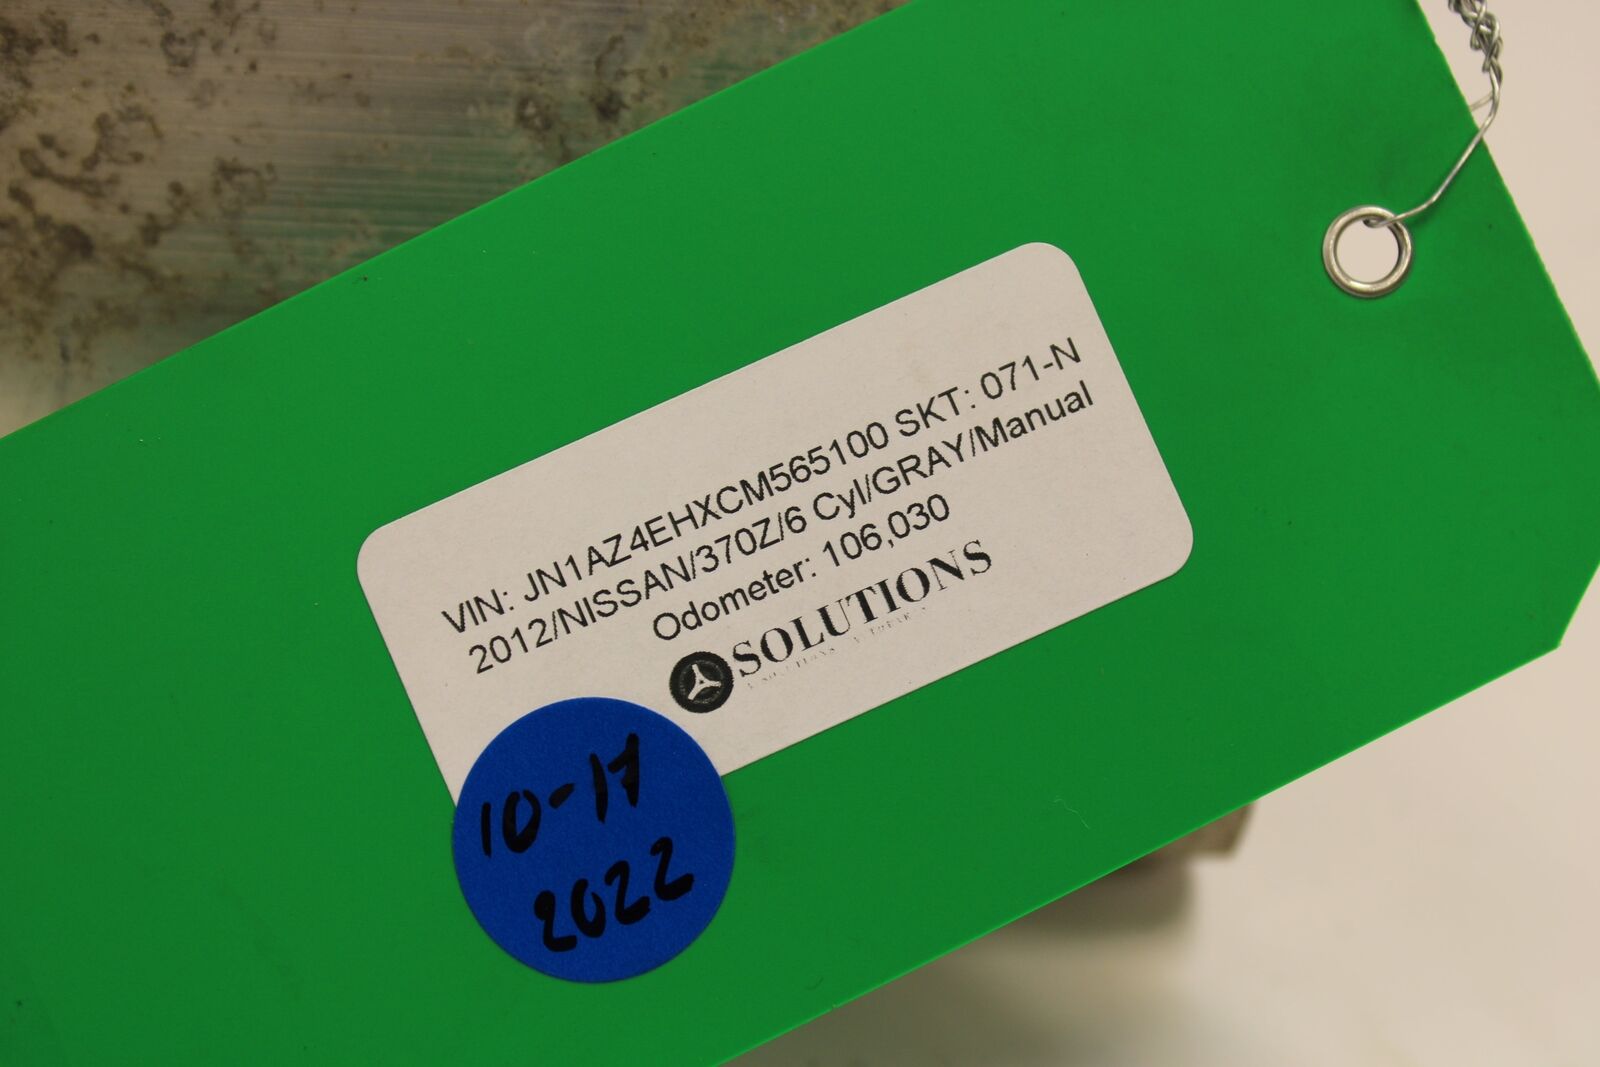 VIN: JN1AZ4EHXCM565100 SKT: 071-N
2012/NISSAN/370Z/6 Cyl/GRAY/Manual
Odometer: 106,030
SOLUTIONS
10-17
2022